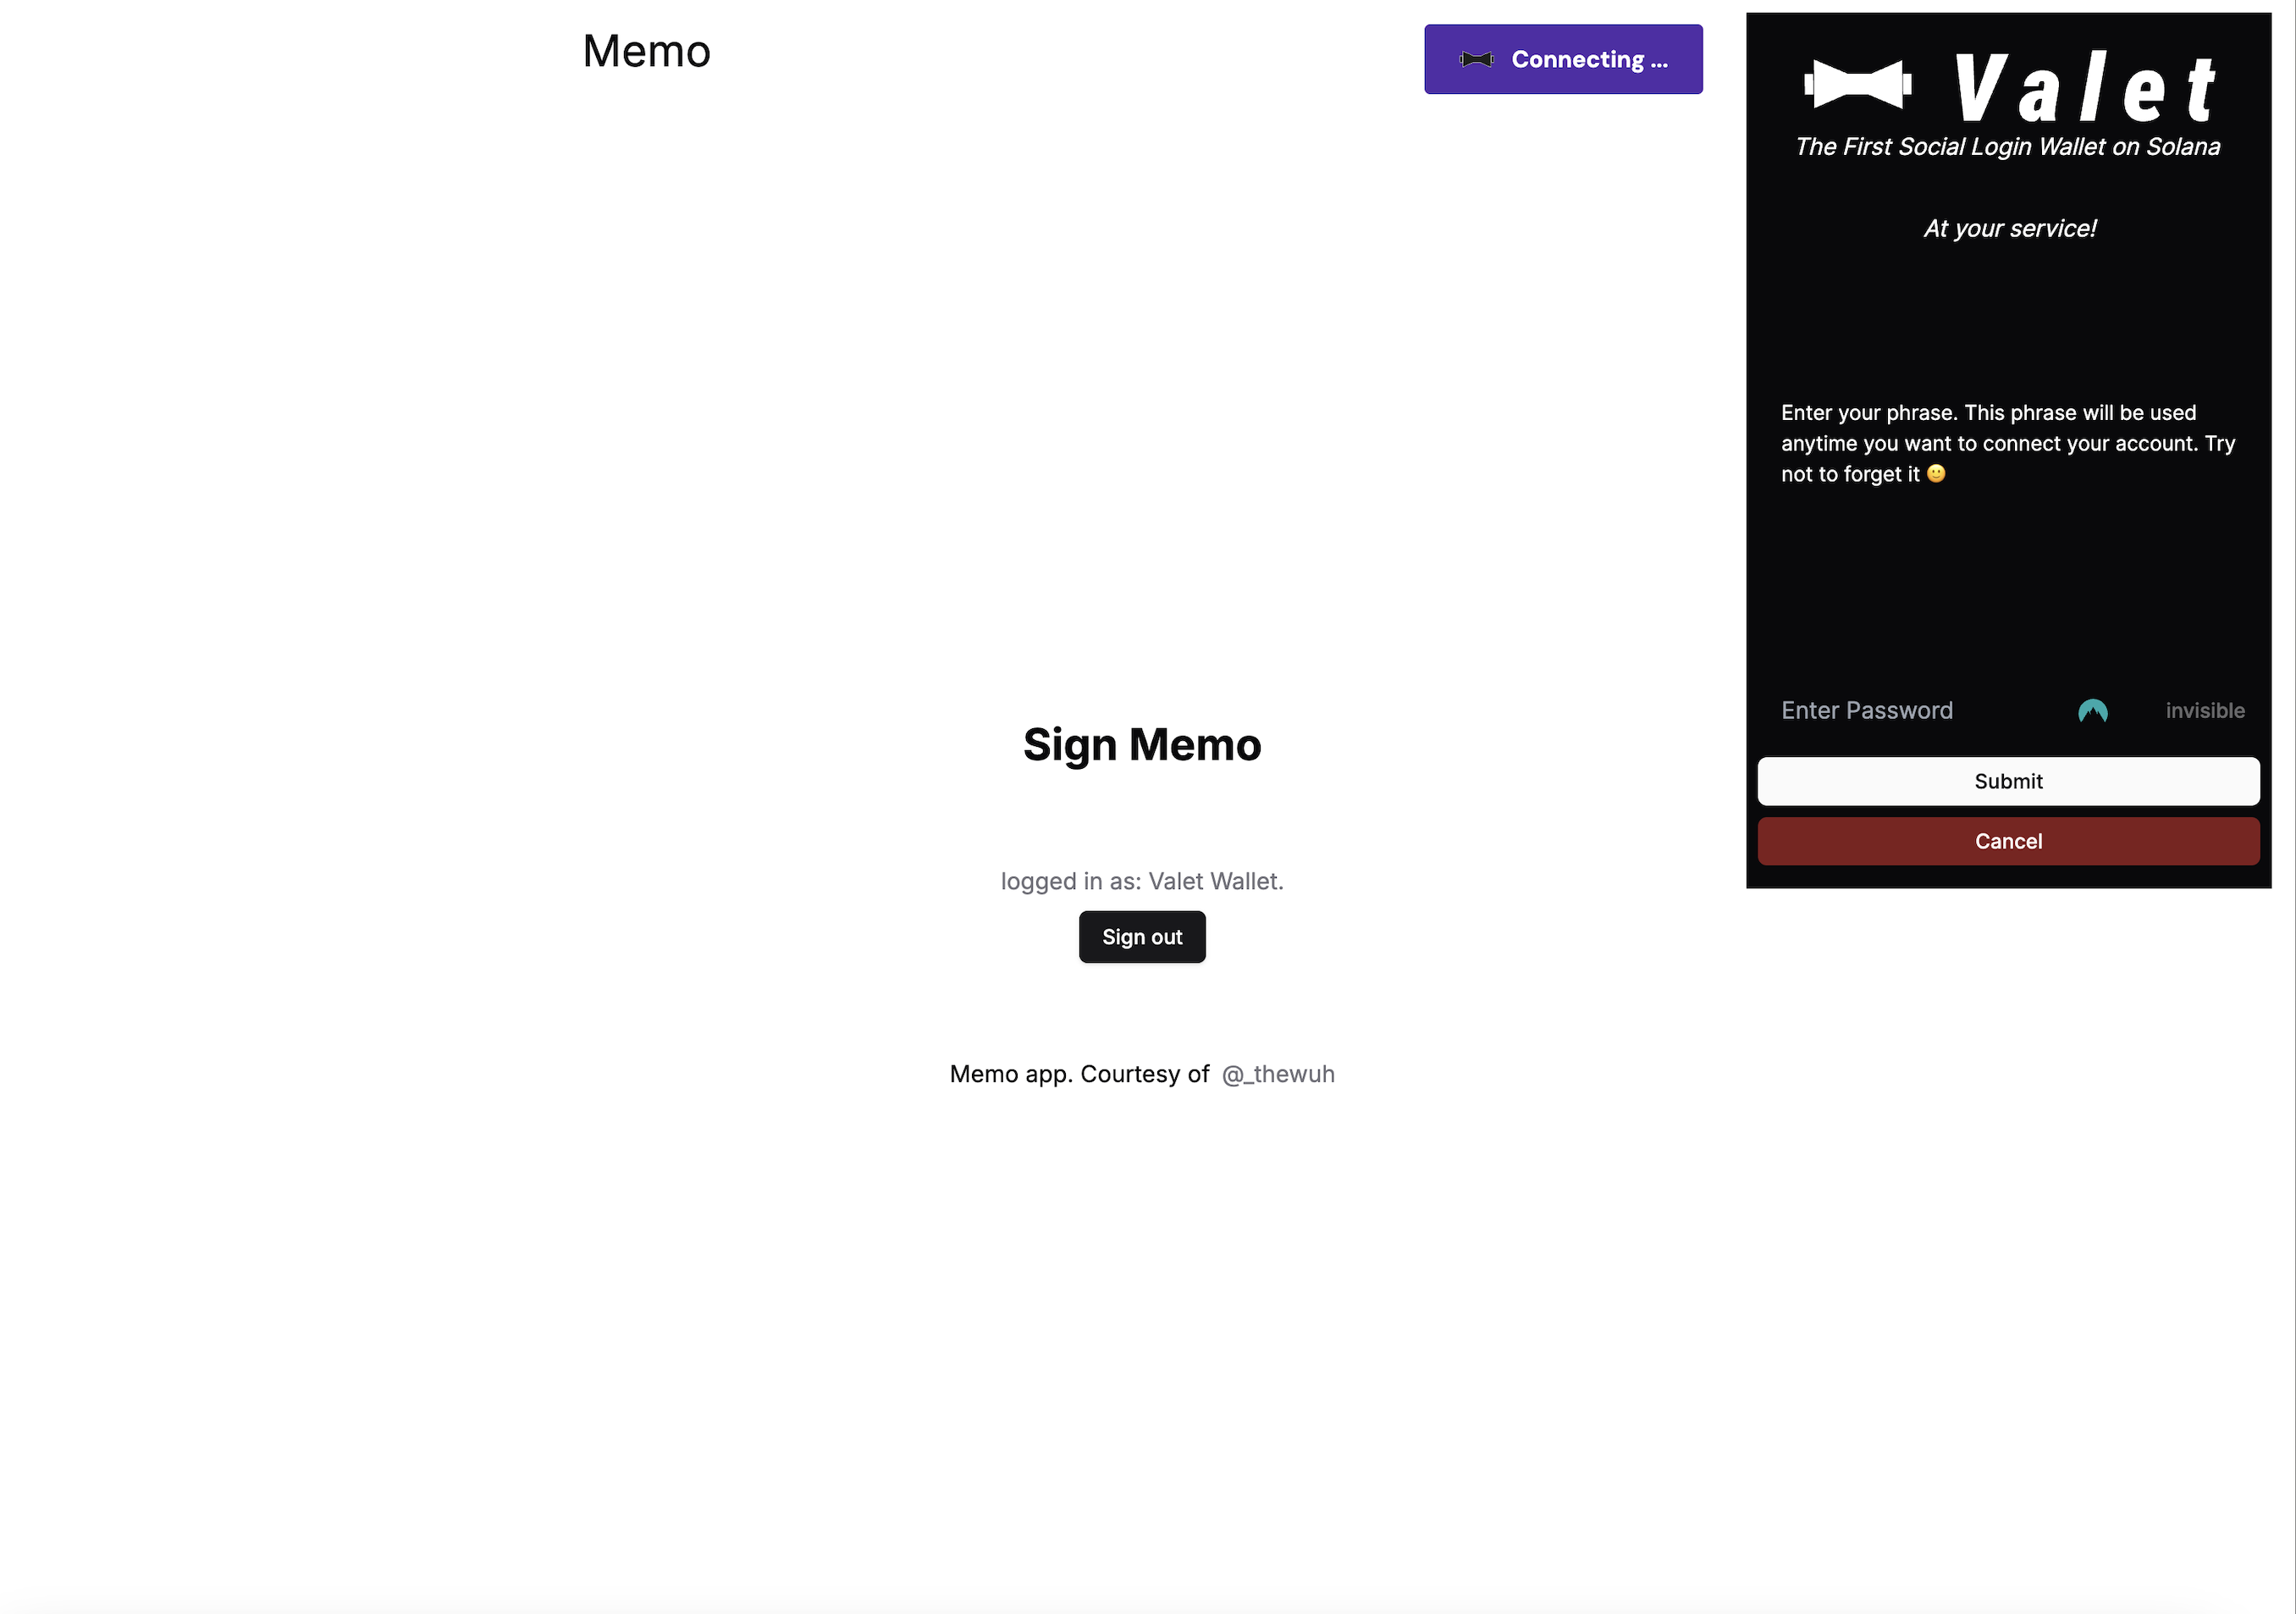 Memo
Connecting ...
Valet
The First Social Login Wallet on Solana
At your service!
Enter your phrase. This phrase will be used
anytime you want to connect your account. Try
not to forget it 🙂
Enter Password
invisible
Submit
Cancel
Sign Memo
logged in as: Valet Wallet.
Sign out
Memo app. Courtesy of @_thewuh